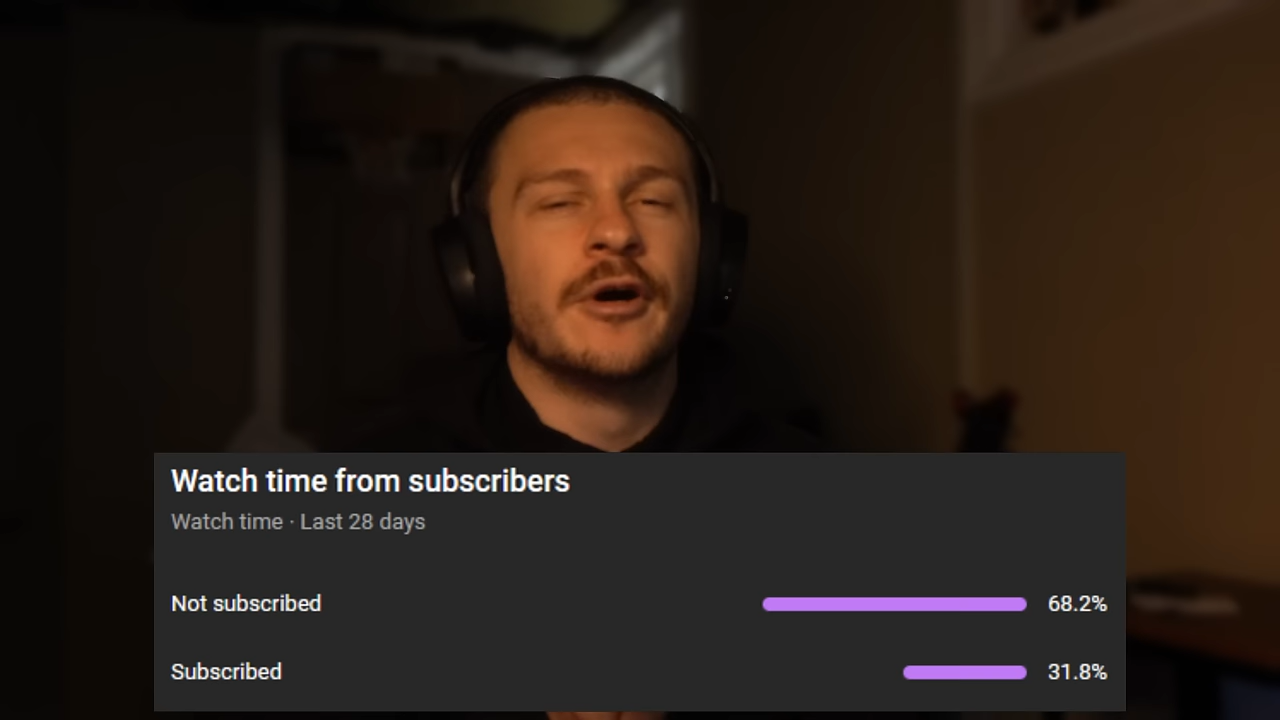 Watch time from subscribers
Watch time · Last 28 days
Not subscribed 68.2%
Subscribed 31.8%